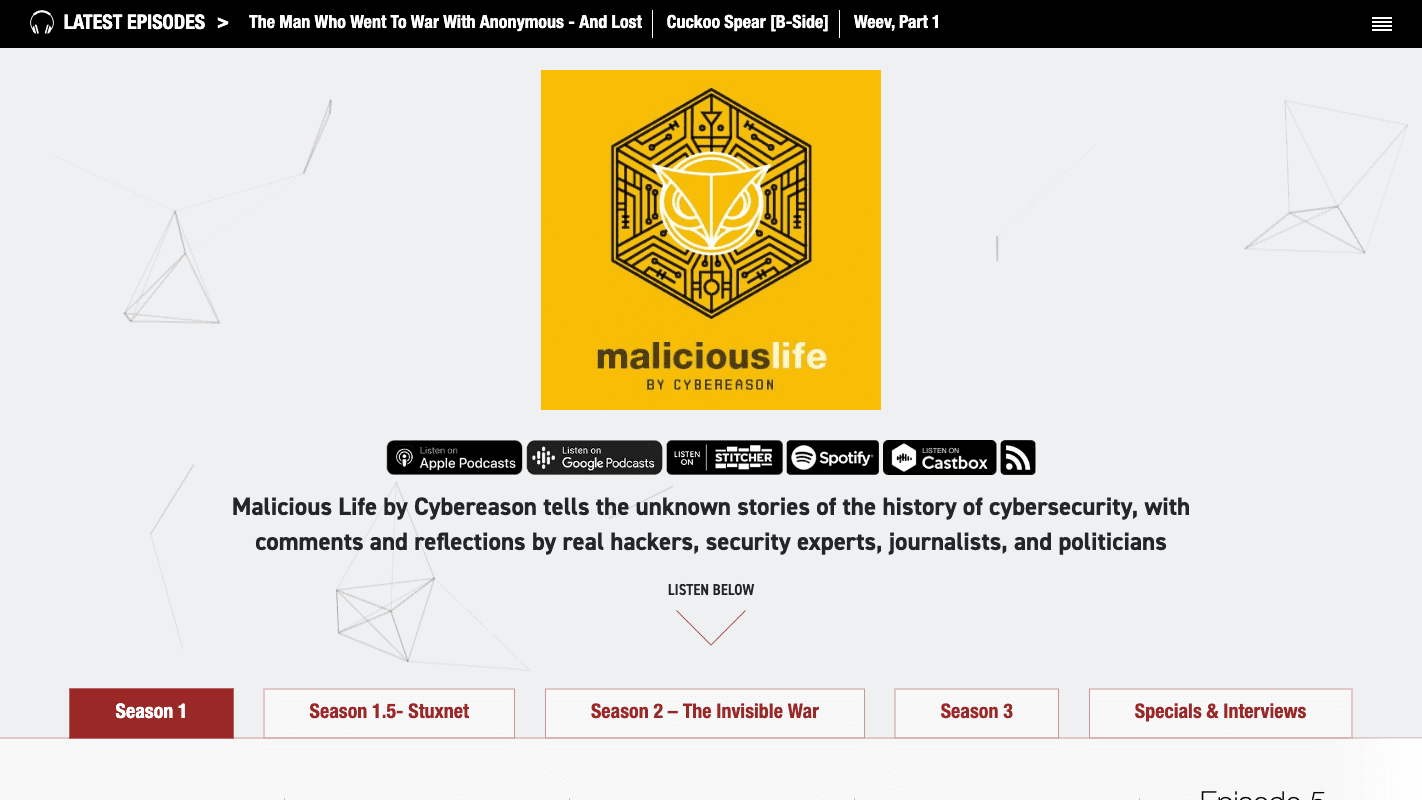 LATEST EPISODES > The Man Who Went To War With Anonymous - And Lost Cuckoo Spear [B-Side] Weev, Part 1
maliciouslife
BY CYBEREASON
Listen on Apple Podcasts
Listen on Google Podcasts
LISTEN ON STITCHER
Spotify
LISTEN ON Castbox
Malicious Life by Cybereason tells the unknown stories of the history of cybersecurity, with
comments and reflections by real hackers, security experts, journalists, and politicians
LISTEN BELOW
Season 1 Season 1.5- Stuxnet Season 2 – The Invisible War Season 3 Specials & Interviews
Episode 5